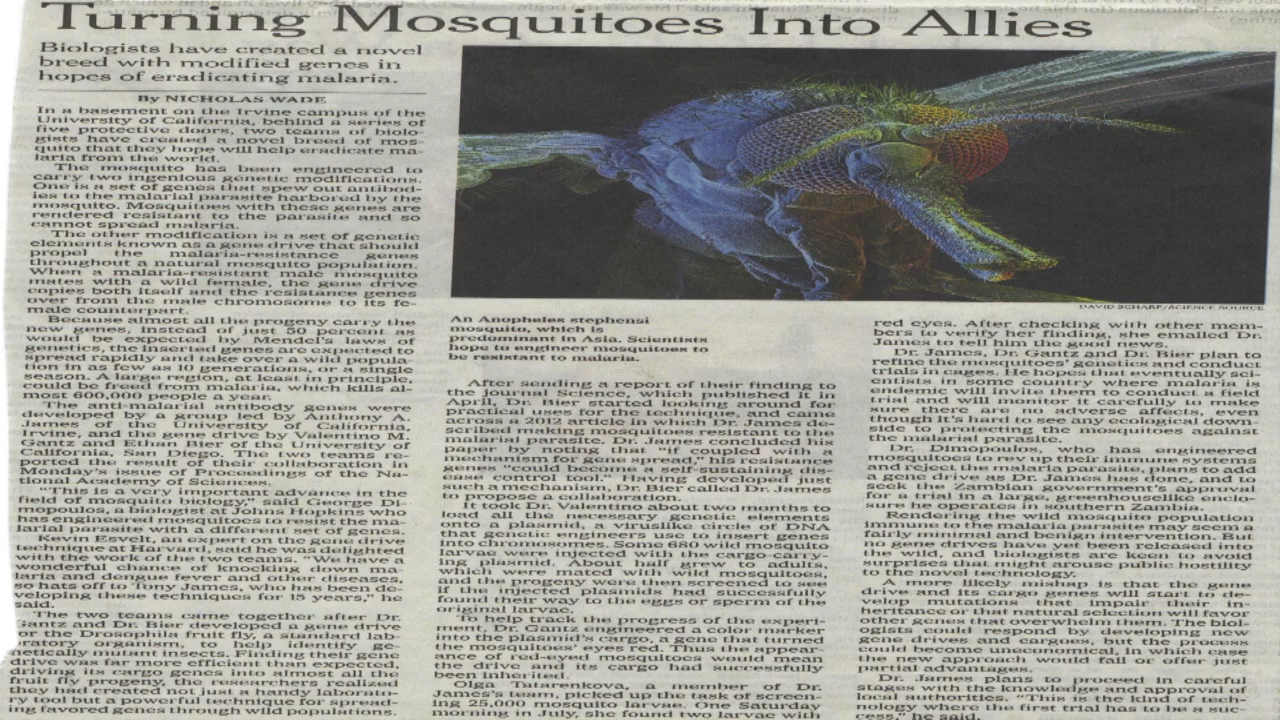 Turning Mosquitoes Into Allies
Biologists have created a novel
breed with modified genes in
hopes of eradicating malaria.
By NICHOLAS WADE
In a basement on the Irvine campus of the
University of California, behind a series of
five protective doors, two teams of biolo-
gists have created a novel breed of mos-
quito that they hope will help eradicate ma-
laria from the world.
The mosquito has been engineered to
carry two ingenious genetic modifications.
One is a set of genes that spew out antibod-
ies to the malarial parasite harbored by the
mosquito. Mosquitoes with these genes are
rendered resistant to the parasite and so
cannot spread malaria.
The other modification is a set of genetic
elements known as a gene drive that should
propel the malaria-resistance genes
throughout a natural mosquito population.
When a malaria-resistant male mosquito
mates with a wild female, the gene drive
copies both itself and the resistance genes
over from the male chromosome to its fe-
male counterpart.
Because almost all the progeny carry the
new genes, instead of just 50 percent as
would be expected by Mendel's laws of
genetics, the inserted genes are expected to
spread rapidly and take over a wild popula-
tion in as few as 10 generations, or a single
season. A large region, at least in principle,
could be freed from malaria, which kills al-
most 600,000 people a year.
The anti-malarial antibody genes were
developed by a group led by Anthony A.
James of the University of California,
Irvine, and the gene drive by Valentino M.
Gantz and Ethan Bier of the University of
California, San Diego. The two teams re-
ported the result of their collaboration in
Monday's issue of Proceedings of the Na-
tional Academy of Sciences.
"This is a very important advance in the
field of mosquito biology," said George Di-
mopoulos, a biologist at Johns Hopkins who
has engineered mosquitoes to resist the ma-
larial parasite with a different set of genes.
Kevin Esvelt, an expert on the gene drive
technique at Harvard, said he was delighted
with the work of the two teams. "We have a
wonderful chance of knocking down ma-
laria and dengue fever and other diseases,
so hats off to Tony James, who has been de-
veloping these techniques for 15 years," he
said.
The two teams came together after Dr.
Gantz and Dr. Bier developed a gene drive
for the Drosophila fruit fly, a standard lab-
oratory organism, to help identify ge-
netically mutant insects. Finding their gene
drive was far more efficient than expected,
driving its cargo genes into almost all the
fruit fly progeny, the researchers realized
they had created not just a handy laborato-
ry tool but a powerful technique for spread-
ing favored genes through wild populations.
DAVID SCHARF/SCIENCE SOURCE
An Anopheles stephensi
mosquito, which is
predominant in Asia. Scientists
hope to engineer mosquitoes to
be resistant to malaria.
After sending a report of their finding to
the journal Science, which published it in
April, Dr. Bier started looking around for
practical uses for the technique, and came
across a 2012 article in which Dr. James de-
scribed making mosquitoes resistant to the
malarial parasite. Dr. James concluded his
paper by noting that "if coupled with a
mechanism for gene spread," his resistance
genes "could become a self-sustaining dis-
ease control tool." Having developed just
such a mechanism, Dr. Bier called Dr. James
to propose a collaboration.
It took Dr. Valentino about two months to
load all the necessary genetic elements
onto a plasmid, a viruslike circle of DNA
that genetic engineers use to insert genes
into chromosomes. Some 680 wild mosquito
larvae were injected with the cargo-carry-
ing plasmid. About half grew to adults,
which were mated with wild mosquitoes,
and the progeny were then screened to see
if the injected plasmids had successfully
found their way to the eggs or sperm of the
original larvae.
To help track the progress of the experi-
ment, Dr. Gantz engineered a color marker
into the plasmid's cargo, a gene that turned
the mosquitoes' eyes red. Thus the appear-
ance of red-eyed mosquitoes would mean
the drive and its cargo had successfully
been inherited.
Olga Tatarenkova, a member of Dr.
James's team, picked up the task of screen-
ing 25,000 mosquito larvae. One Saturday
morning in July, she found two larvae with
red eyes. After checking with other mem-
bers to verify her finding, she emailed Dr.
James to tell him the good news.
Dr. James, Dr. Gantz and Dr. Bier plan to
refine the mosquitoes' genetics and conduct
trials in cages. He hopes that eventually sci-
entists in some country where malaria is
endemic will invite them to conduct a field
trial and will monitor it carefully to make
sure there are no adverse affects, even
though it's hard to see any ecological down-
side to protecting the mosquitoes against
the malarial parasite.
Dr. Dimopoulos, who has engineered
mosquitoes to rev up their immune systems
and reject the malaria parasite, plans to add
a gene drive as Dr. James has done, and to
seek the Zambian government's approval
for a trial in a large, greenhouselike enclo-
sure he operates in southern Zambia.
Rendering the wild mosquito population
immune to the malarial parasite may seem a
fairly minimal and benign intervention. But
no gene drives have yet been released into
the wild, and biologists are keen to avoid
surprises that might arouse public hostility
to the novel technology.
A more likely mishap is that the gene
drive and its cargo genes will start to de-
velop mutations that impair their in-
heritance or that natural selection will favor
other genes that overwhelm them. The biol-
ogists could respond by developing new
gene drives and cargoes, but the process
could become uneconomical, in which case
the new approach would fail or offer just
partial advantages.
Dr. James plans to proceed in careful
stages with the knowledge and approval of
local authorities. "This is the kind of tech-
nology where the first trial has to be a suc-
cess," he said.